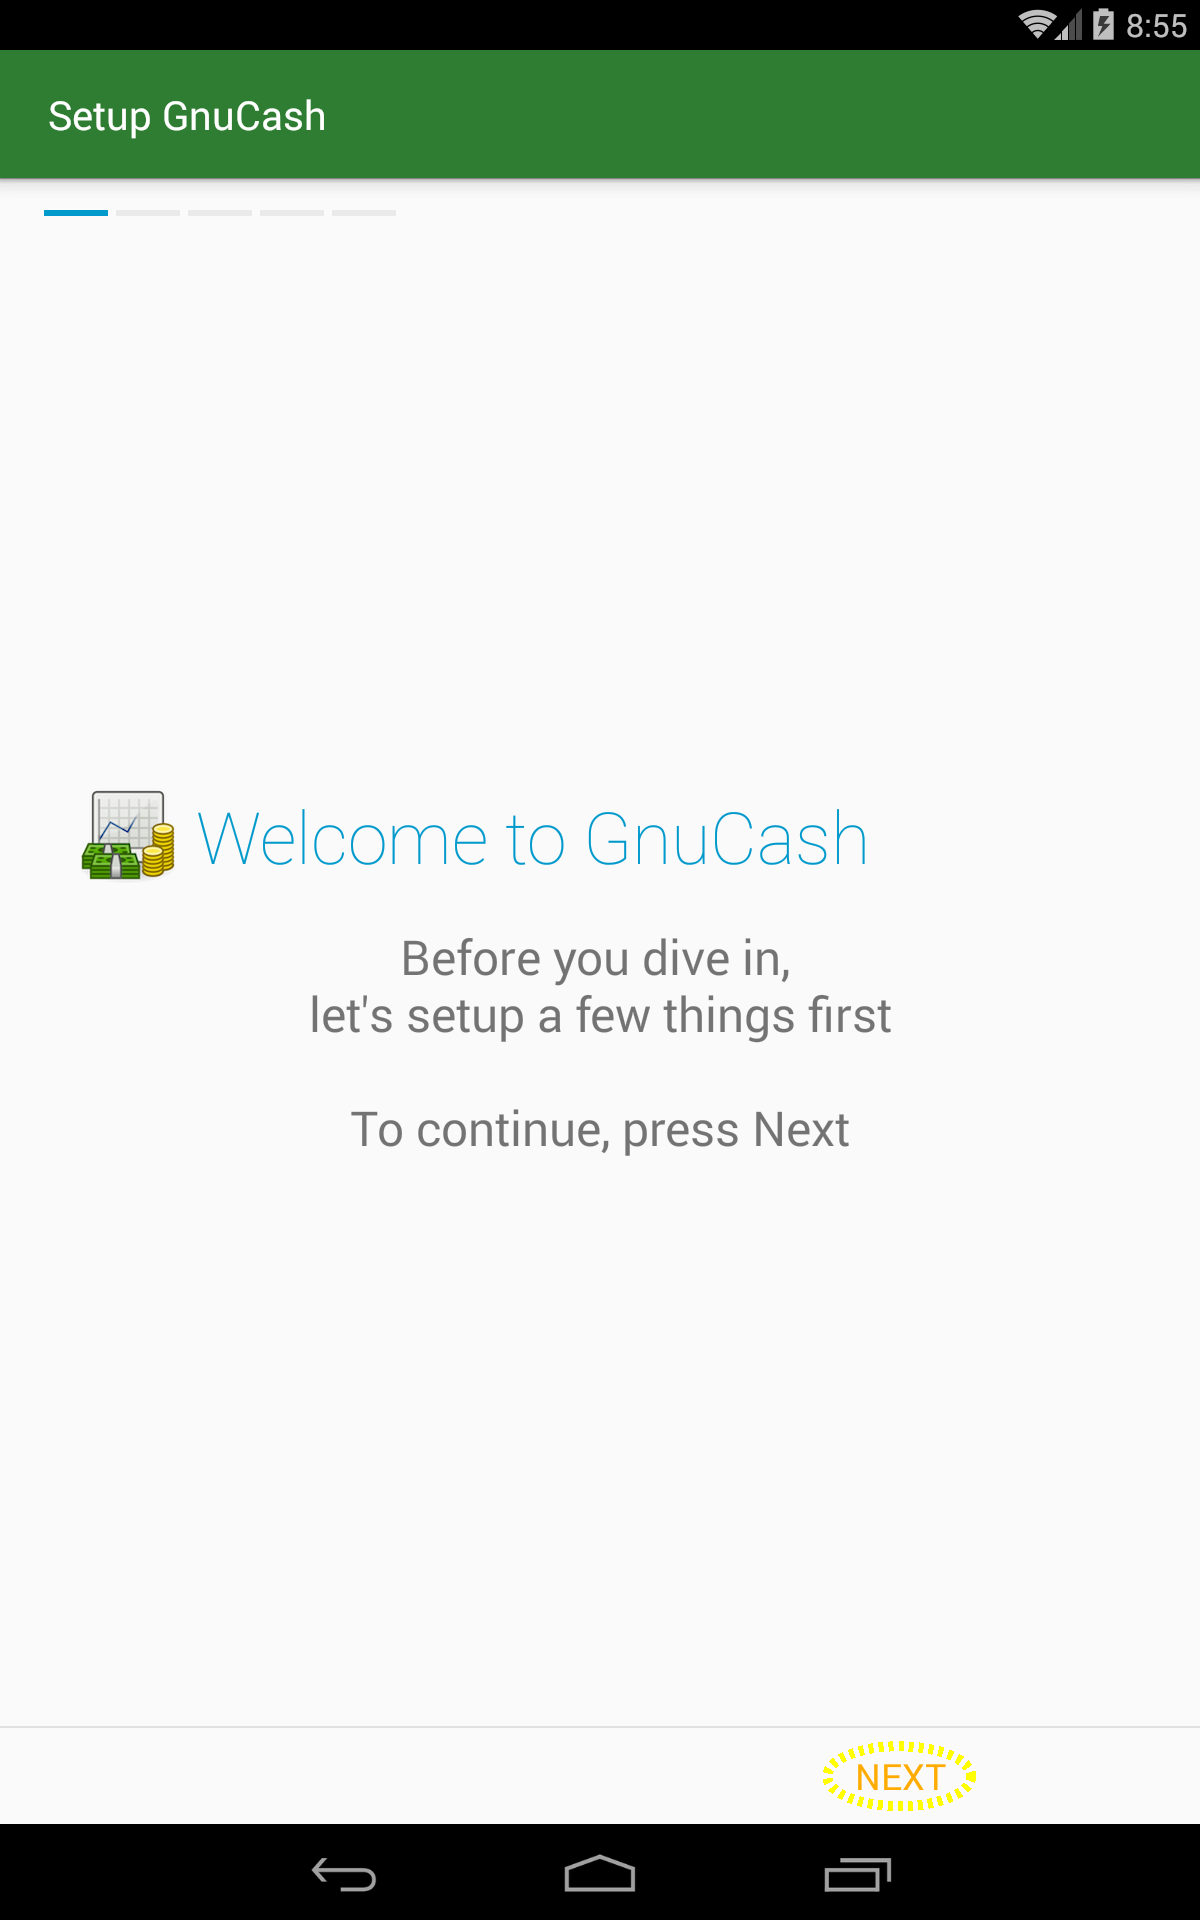 8:55
Setup GnuCash
Welcome to GnuCash
Before you dive in,
let's setup a few things first
To continue, press Next
NEXT